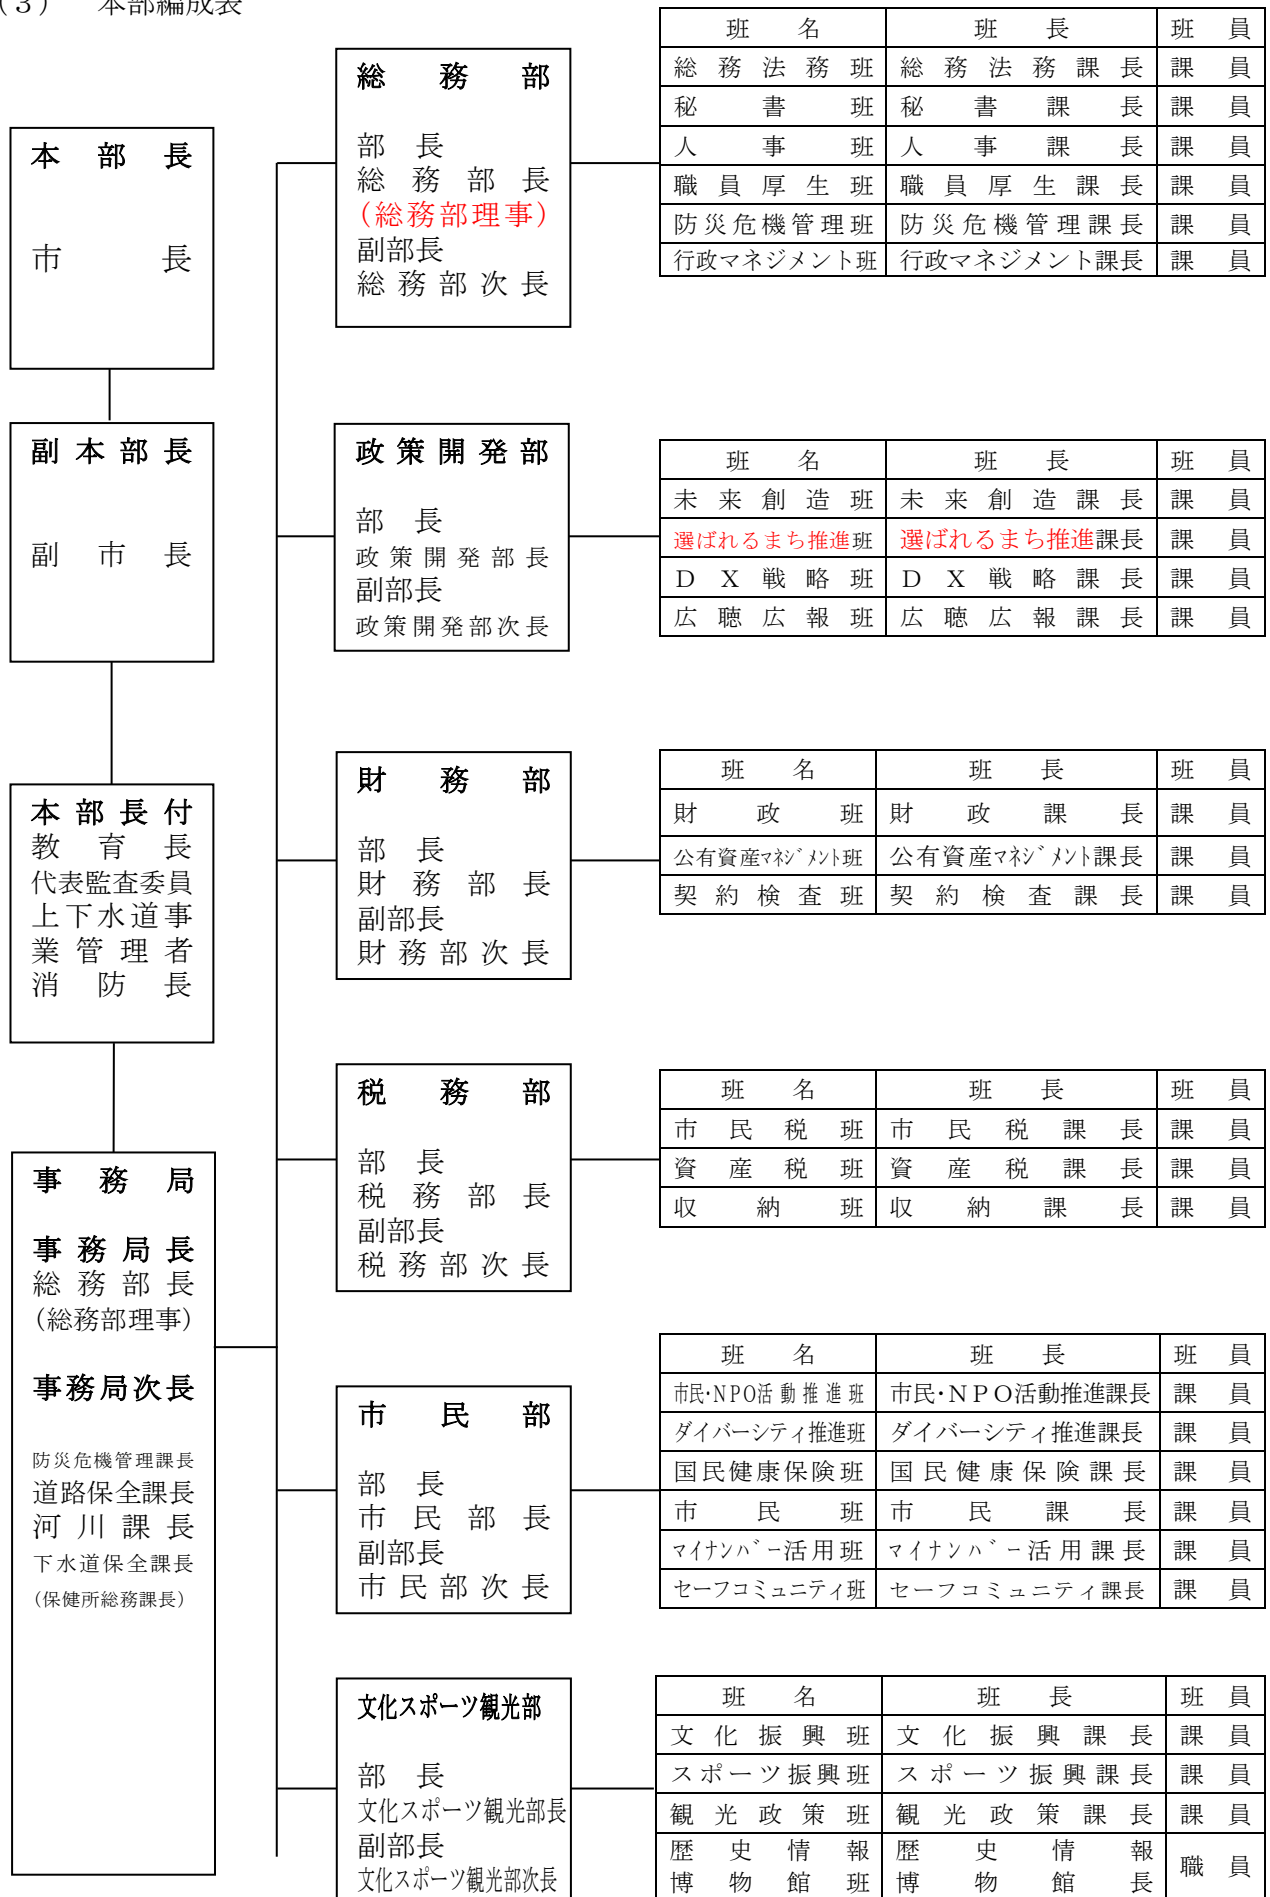 （３） 本部編成表
本部長
市長
副本部長
副市長
本部長付
教育長
代表監査委員
上下水道事
業管理者
消防長
事務局
事務局長
総務部長
(総務部理事)
事務局次長
防災危機管理課長
道路保全課長
河川課長
下水道保全課長
(保健所総務課長)
総務部
部長
総務部長
(総務部理事)
副部長
総務部次長
班名 班長 班員
総務法務班 総務法務課長 課員
秘書班 秘書課長 課員
人事班 人事課長 課員
職員厚生班 職員厚生課長 課員
防災危機管理班 防災危機管理課長 課員
行政マネジメント班 行政マネジメント課長 課員
政策開発部
部長
政策開発部長
副部長
政策開発部次長
班名 班長 班員
未来創造班 未来創造課長 課員
選ばれるまち推進班 選ばれるまち推進課長 課員
ＤＸ戦略班 ＤＸ戦略課長 課員
広聴広報班 広聴広報課長 課員
財務部
部長
財務部長
副部長
財務部次長
班名 班長 班員
財政班 財政課長 課員
公有資産ﾏﾈｼﾞﾒﾝﾄ班 公有資産ﾏﾈｼﾞﾒﾝﾄ課長 課員
契約検査班 契約検査課長 課員
税務部
部長
税務部長
副部長
税務部次長
班名 班長 班員
市民税班 市民税課長 課員
資産税班 資産税課長 課員
収納班 収納課長 課員
市民部
部長
市民部長
副部長
市民部次長
班名 班長 班員
市民･NPO活動推進班 市民･ＮＰＯ活動推進課長 課員
ダイバーシティ推進班 ダイバーシティ推進課長 課員
国民健康保険班 国民健康保険課長 課員
市民班 市民課長 課員
ﾏｲﾅﾝﾊﾞｰ活用班 ﾏｲﾅﾝﾊﾞｰ活用課長 課員
セーフコミュニティ班 セーフコミュニティ課長 課員
文化スポーツ観光部
部長
文化スポーツ観光部長
副部長
文化スポーツ観光部次長
班名 班長 班員
文化振興班 文化振興課長 課員
スポーツ振興班 スポーツ振興課長 課員
観光政策班 観光政策課長 課員
歴史情報 歴史情報 職員
博物館班 博物館長